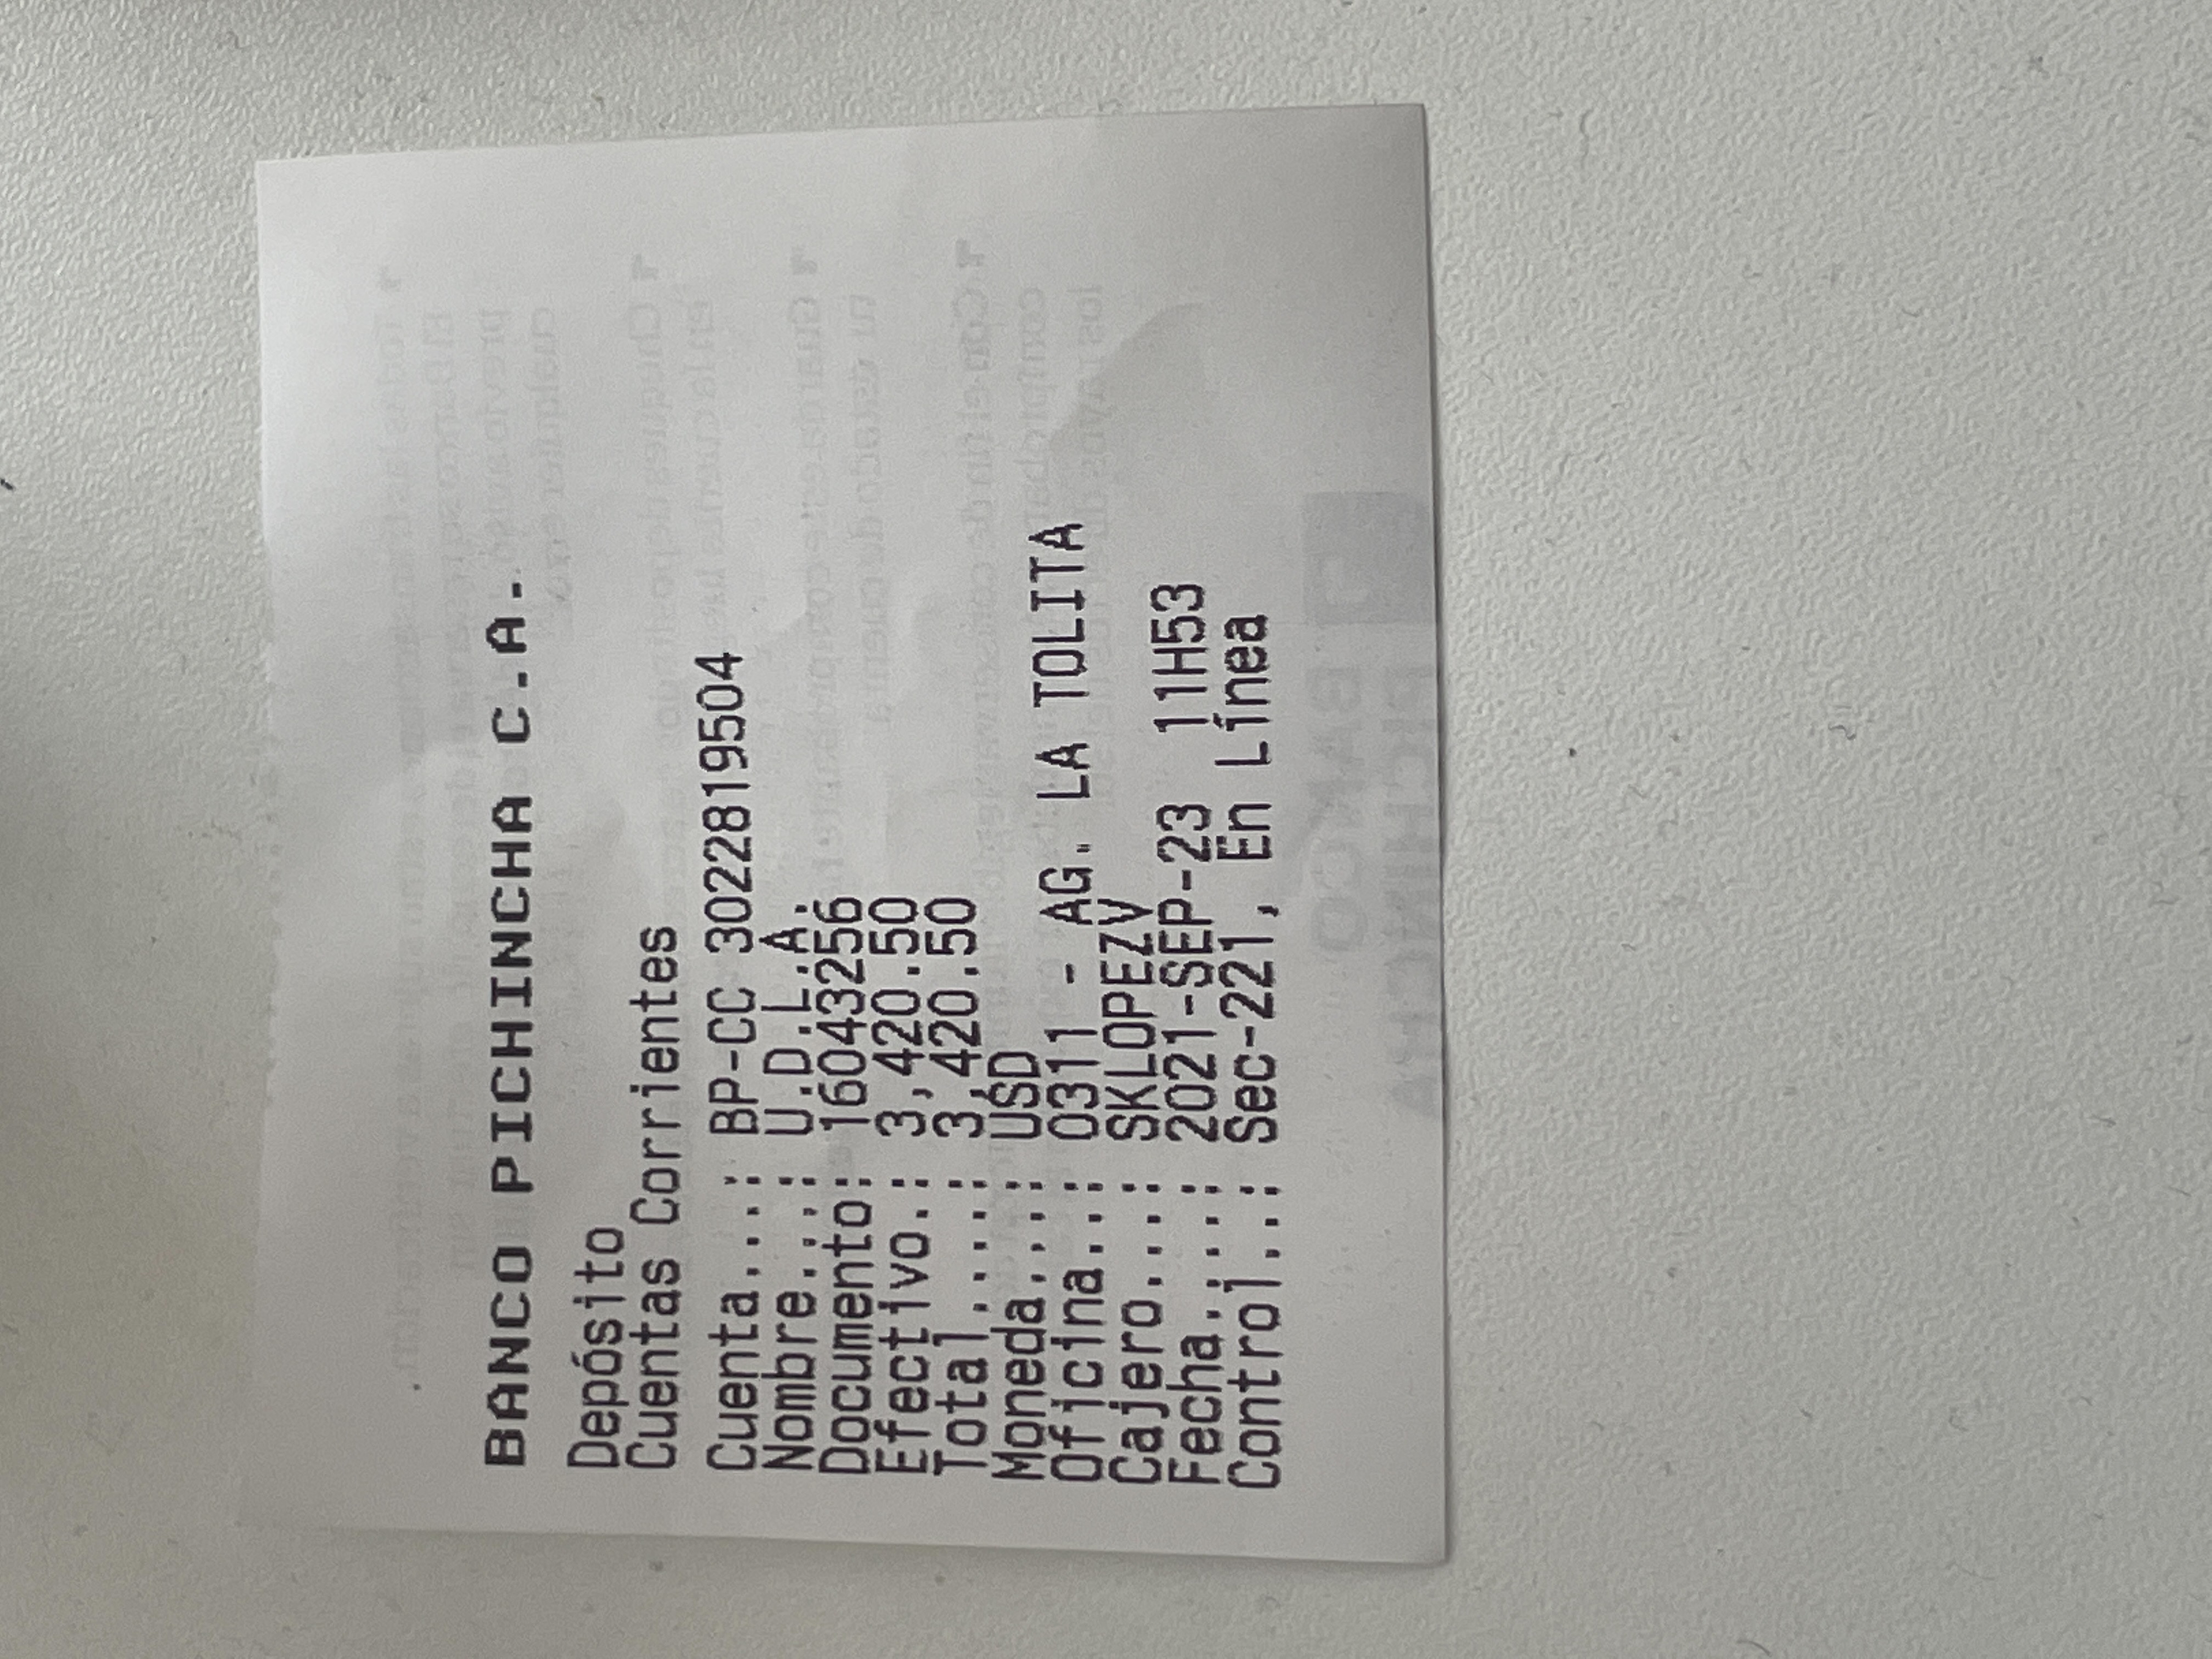 BANCO PICHINCHA C.A.
Depósito
Cuentas Corrientes
Cuenta...: BP-CC 3022819504
Nombre...: U.D.L.A.
Documento: 16043256
Efectivo.: 3,420.50
Total....: 3,420.50
Moneda...: USD
Oficina..: 0311 - AG. LA TOLITA
Cajero...: SKLOPEZV
Fecha....: 2021-SEP-23 11H53
Control..: Sec-221, En Línea